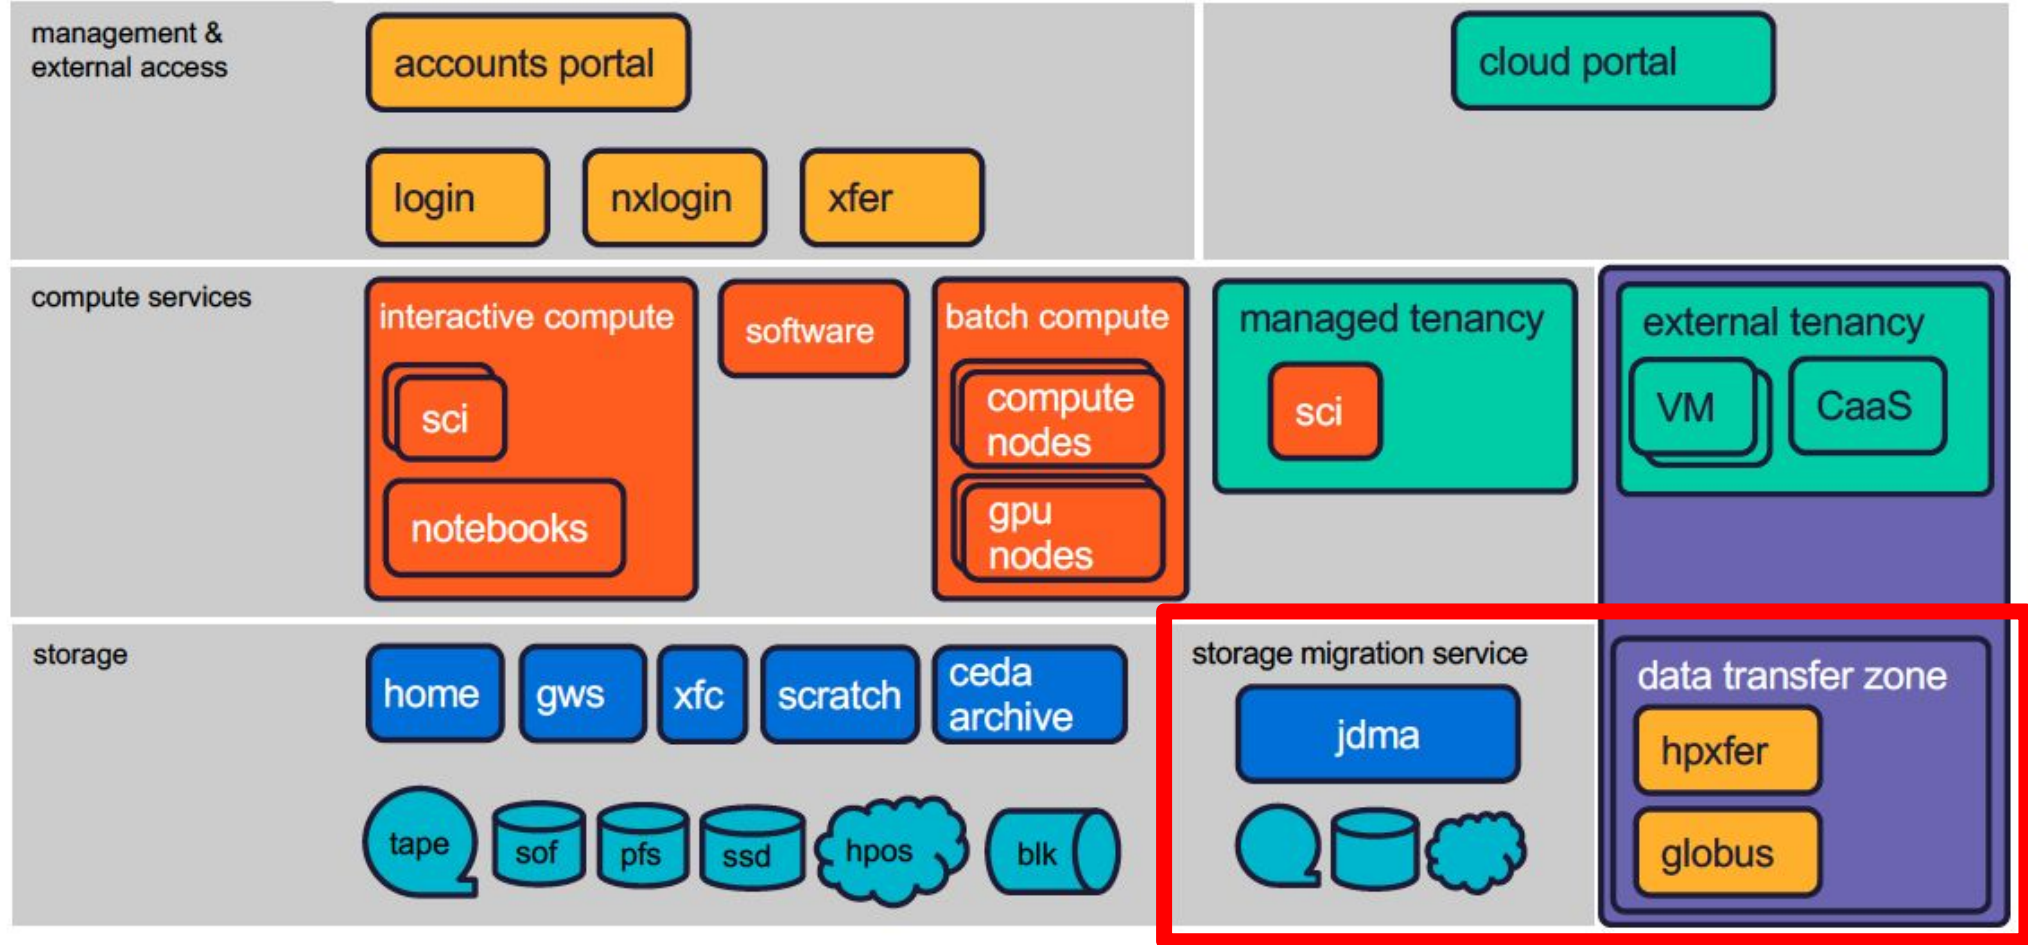 management &
external access
accounts portal
cloud portal
login
nxlogin
xfer
compute services
interactive compute
sci
notebooks
software
batch compute
compute
nodes
gpu
nodes
managed tenancy
sci
external tenancy
VM
CaaS
storage
home
gws
xfc
scratch
ceda
archive
tape
sof
pfs
ssd
hpos
blk
storage migration service
jdma
data transfer zone
hpxfer
globus